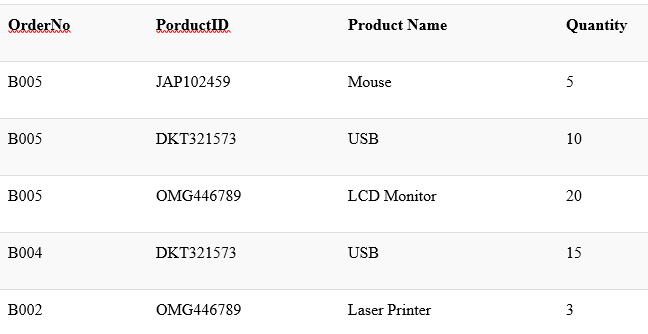 OrderNo PorductID Product Name Quantity
B005 JAP102459 Mouse 5
B005 DKT321573 USB 10
B005 OMG446789 LCD Monitor 20
B004 DKT321573 USB 15
B002 OMG446789 Laser Printer 3